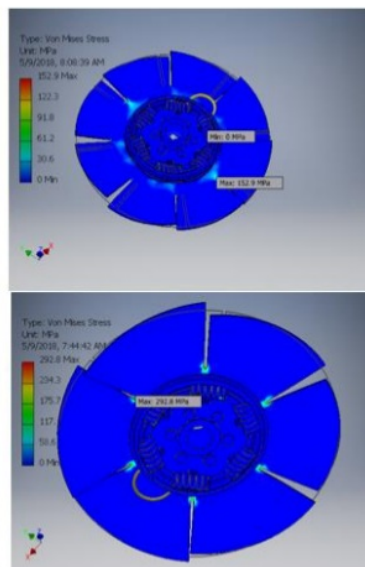 Type: Von Mises Stress
Unit: MPa
5/9/2018, 8:08:39 AM
152.9 Max
122.3
91.8
61.2
30.6
0 Min
Min: 0 MPa
Max: 152.9 MPa
Type: Von Mises Stress
Unit: MPa
5/9/2018, 7:44:42 AM
292.8 Max
234.3
175.7
117.
58.6
0 Min
Max: 292.8 MPa